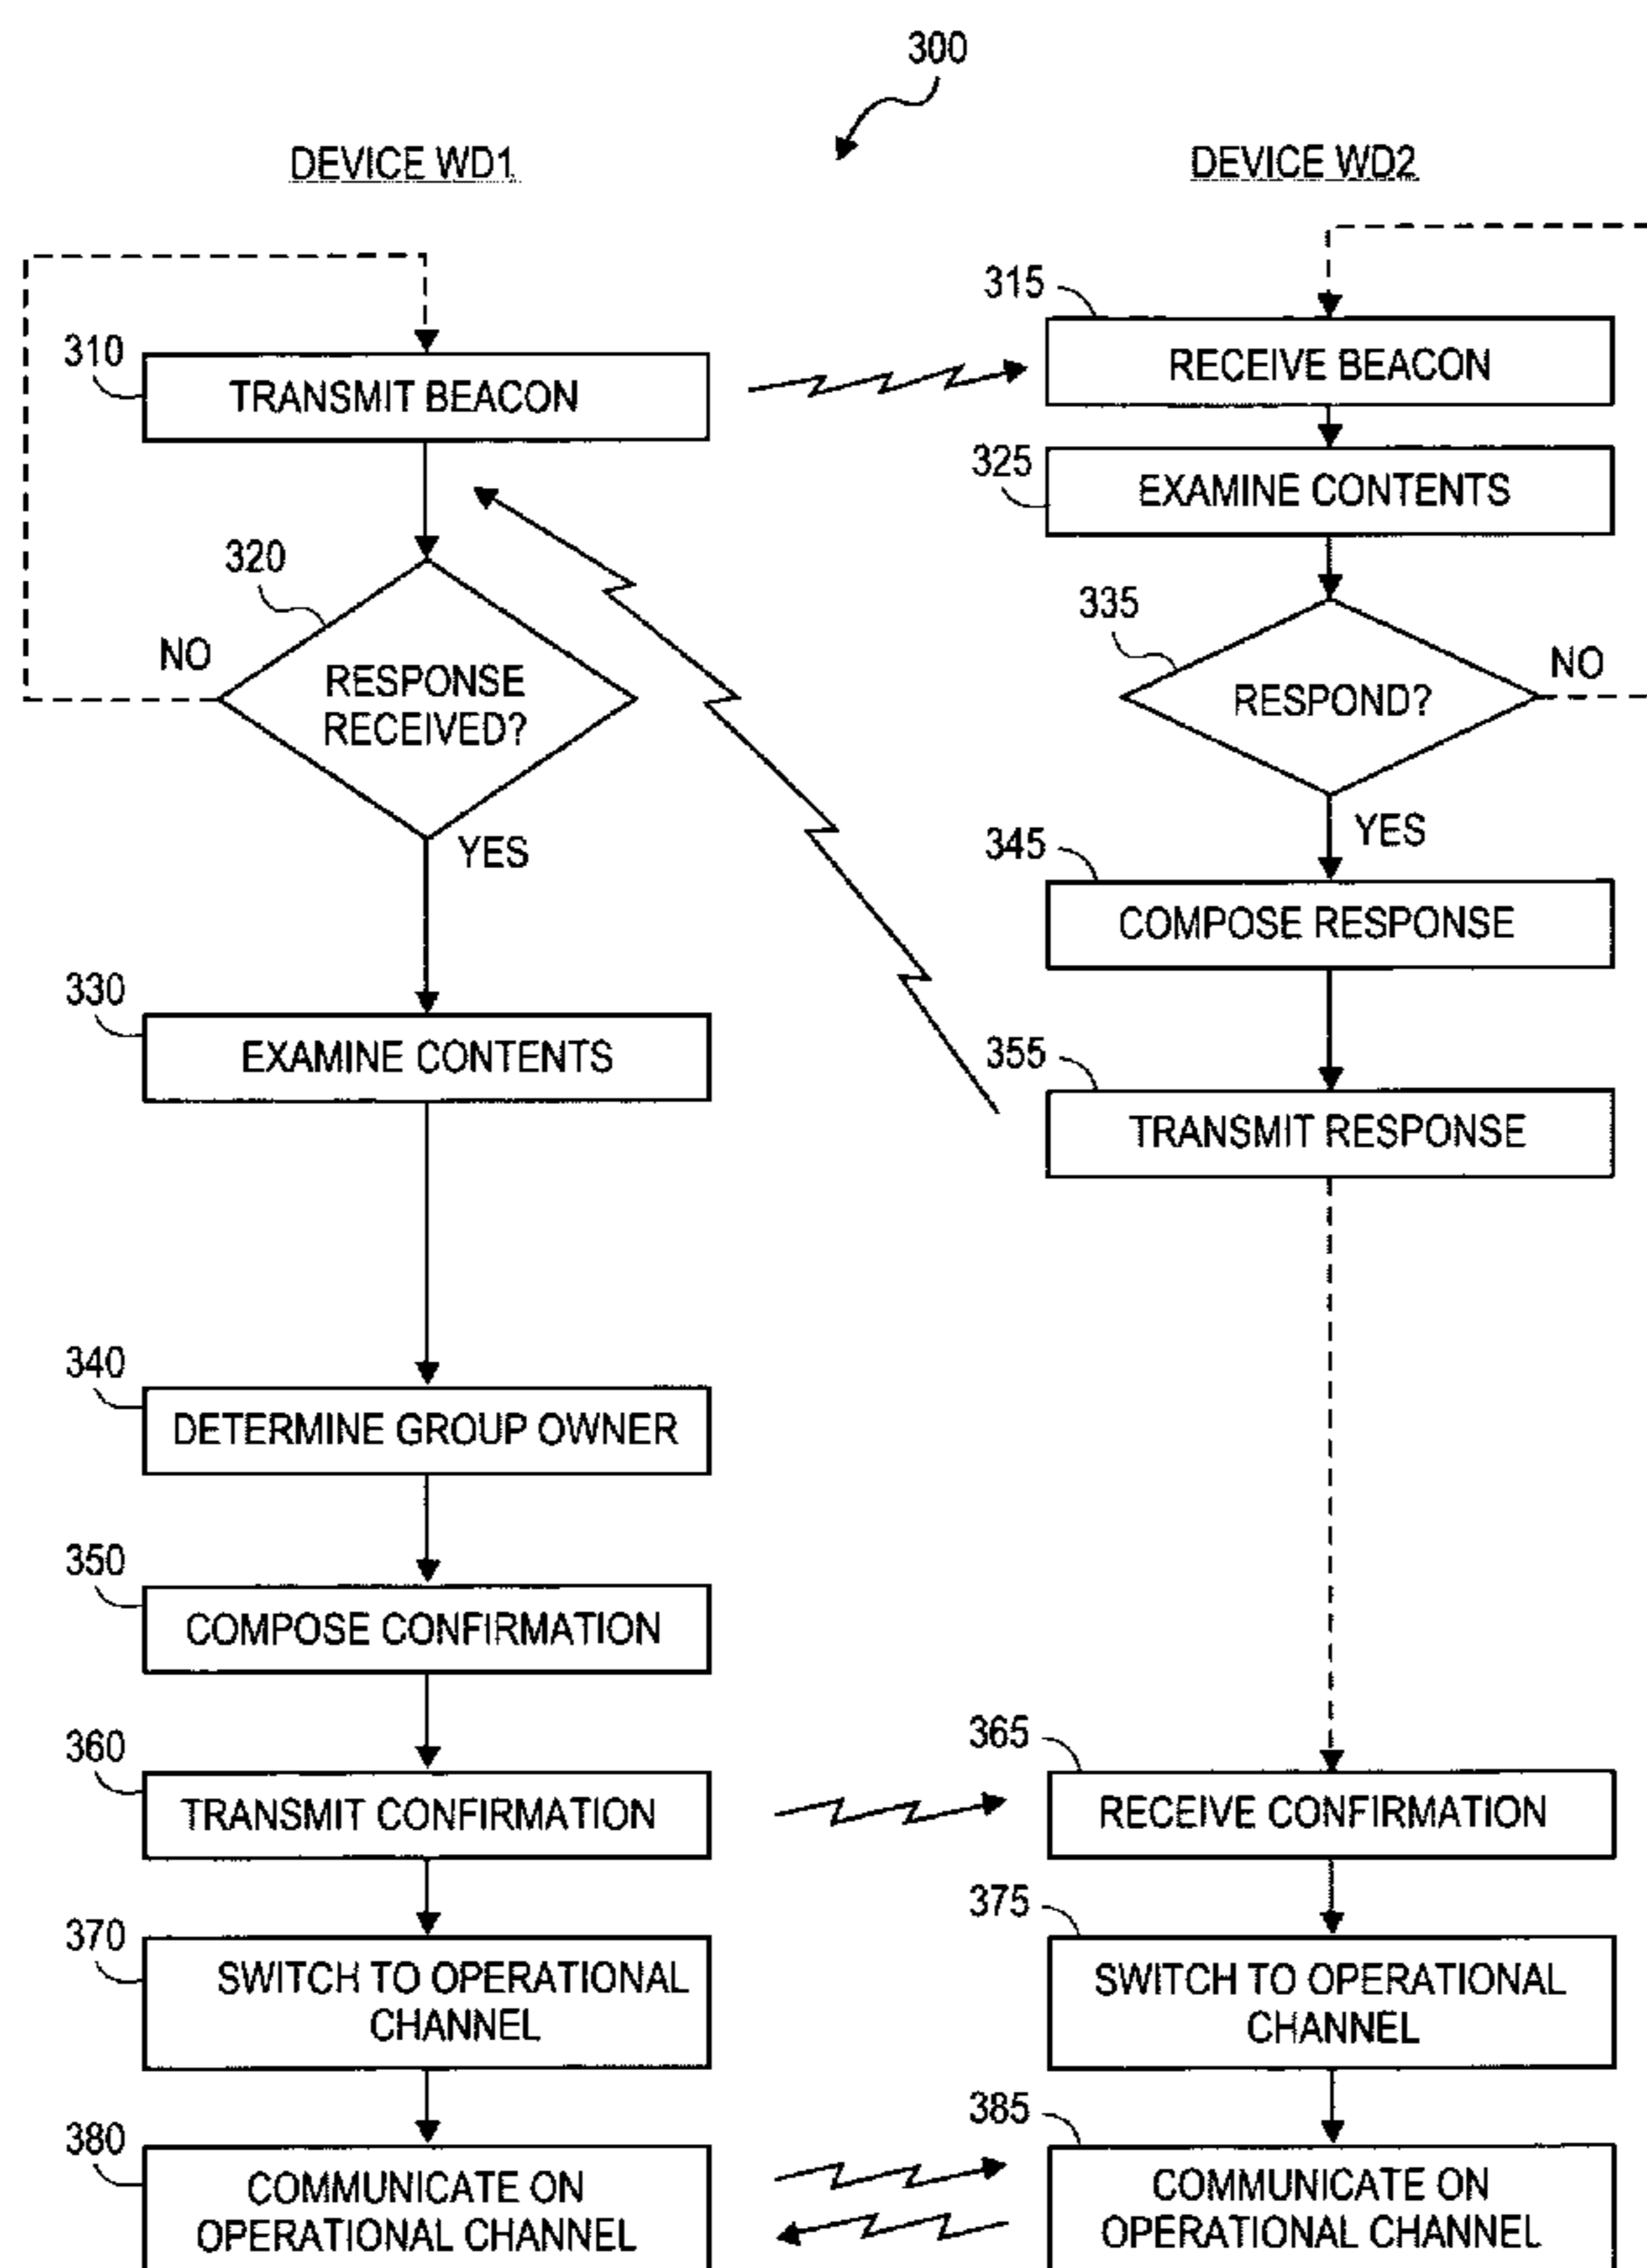 300
DEVICE WD1
DEVICE WD2
310
TRANSMIT BEACON
315
RECEIVE BEACON
325
EXAMINE CONTENTS
320
RESPONSE
RECEIVED?
NO
YES
335
RESPOND?
NO
YES
345
COMPOSE RESPONSE
330
EXAMINE CONTENTS
355
TRANSMIT RESPONSE
340
DETERMINE GROUP OWNER
350
COMPOSE CONFIRMATION
360
TRANSMIT CONFIRMATION
365
RECEIVE CONFIRMATION
370
SWITCH TO OPERATIONAL
CHANNEL
375
SWITCH TO OPERATIONAL
CHANNEL
380
COMMUNICATE ON
OPERATIONAL CHANNEL
385
COMMUNICATE ON
OPERATIONAL CHANNEL